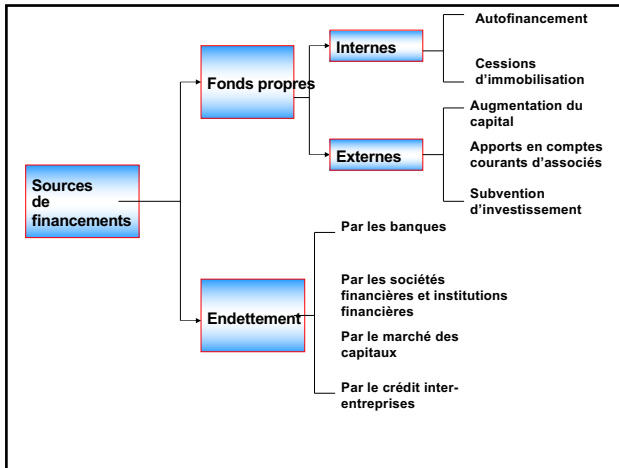 Sources
de
financements
Fonds propres
Internes
Autofinancement
Cessions
d'immobilisation
Externes
Augmentation du
capital
Apports en comptes
courants d'associés
Subvention
d'investissement
Endettement
Par les banques
Par les sociétés
financières et institutions
financières
Par le marché des
capitaux
Par le crédit inter-
entreprises